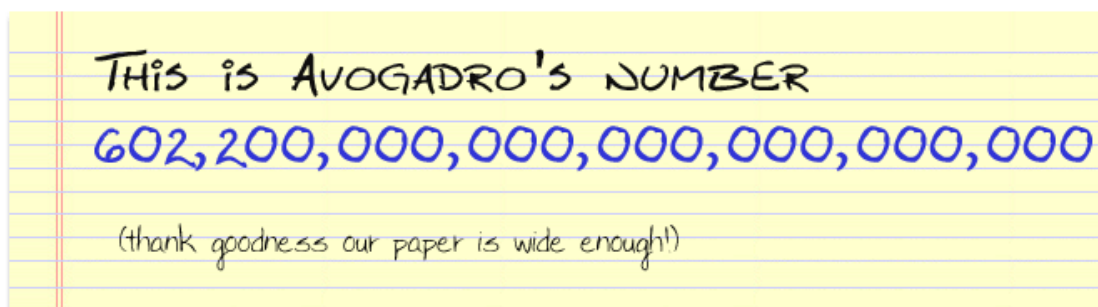 This is Avogadro's number
602,200,000,000,000,000,000,000
(thank goodness our paper is wide enough!)